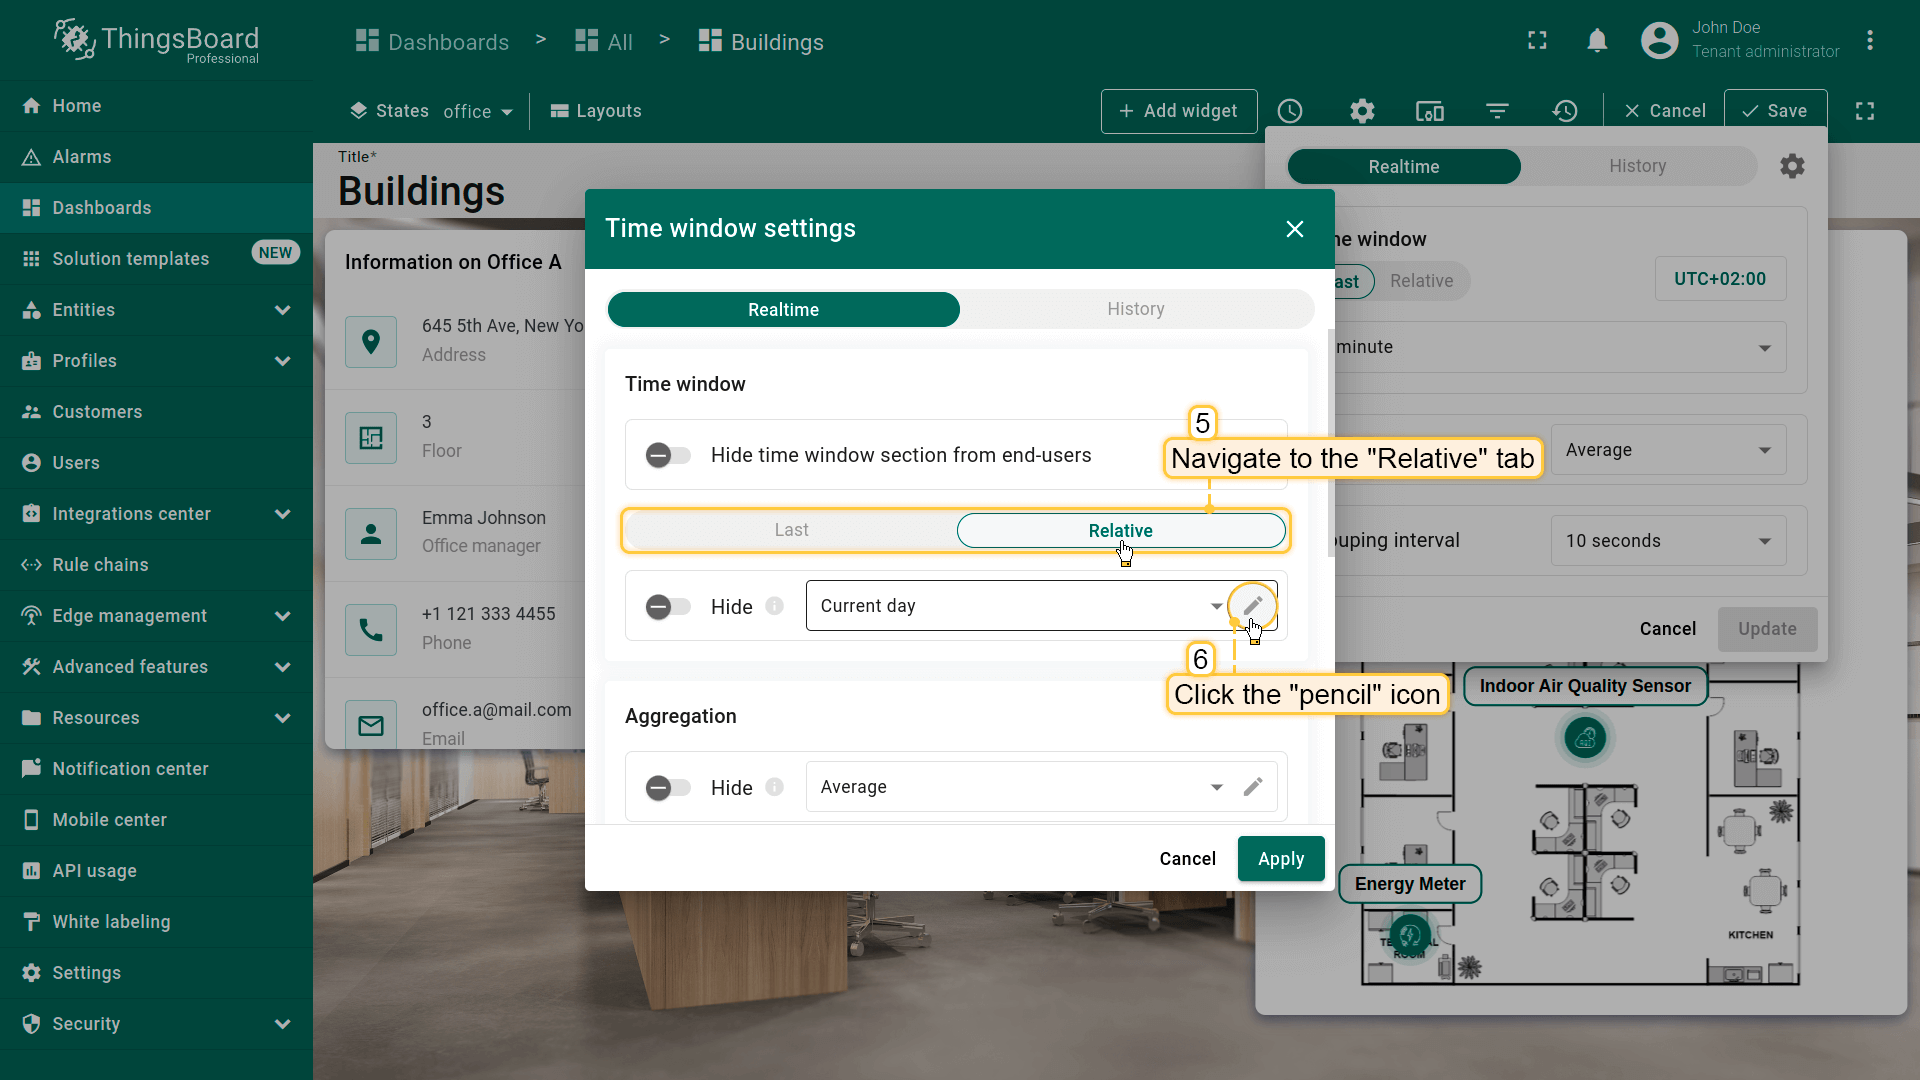 ThingsBoard
Professional
Dashboards > All > Buildings
John Doe
Tenant administrator
Home
Alarms
Dashboards
Solution templates NEW
Entities
Profiles
Customers
Users
Integrations center
Rule chains
Edge management
Advanced features
Resources
Notification center
Mobile center
API usage
White labeling
Settings
Security
States office
Layouts
+ Add widget
Cancel
Save
Title*
Buildings
Information on Office A
645 5th Ave, New Yo
Address
3
Floor
Emma Johnson
Office manager
+1 121 333 4455
Phone
office.a@mail.com
Email
Time window settings
Realtime History
Time window
Hide time window section from end-users
5
Navigate to the "Relative" tab
Last Relative
Hide Current day
6
Click the "pencil" icon
Aggregation
Hide Average
Cancel Apply
Realtime History
ne window
ast Relative UTC+02:00
minute
Average
ouping interval 10 seconds
Cancel Update
Indoor Air Quality Sensor
Energy Meter
KITCHEN
ROOM